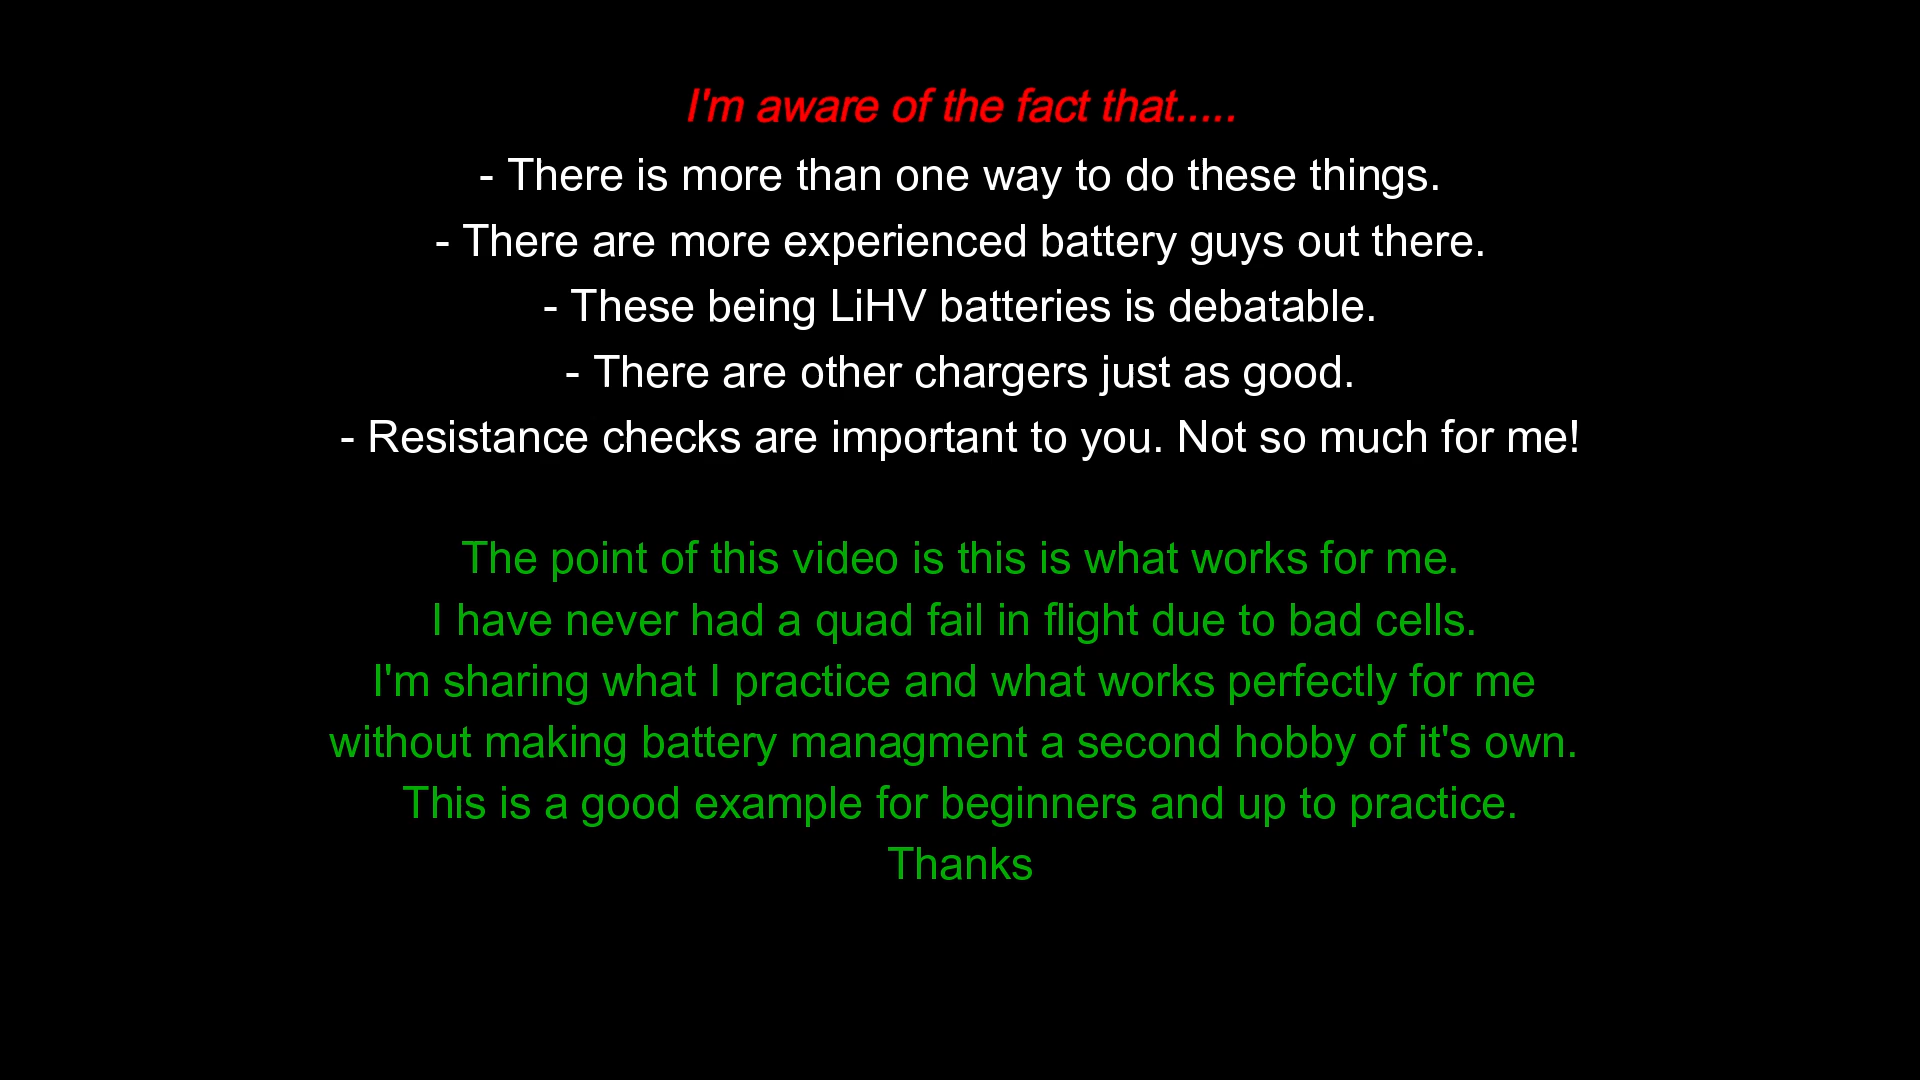 I'm aware of the fact that.....
- There is more than one way to do these things.
- There are more experienced battery guys out there.
- These being LiHV batteries is debatable.
- There are other chargers just as good.
- Resistance checks are important to you. Not so much for me!
The point of this video is this is what works for me.
I have never had a quad fail in flight due to bad cells.
I'm sharing what I practice and what works perfectly for me
without making battery managment a second hobby of it's own.
This is a good example for beginners and up to practice.
Thanks